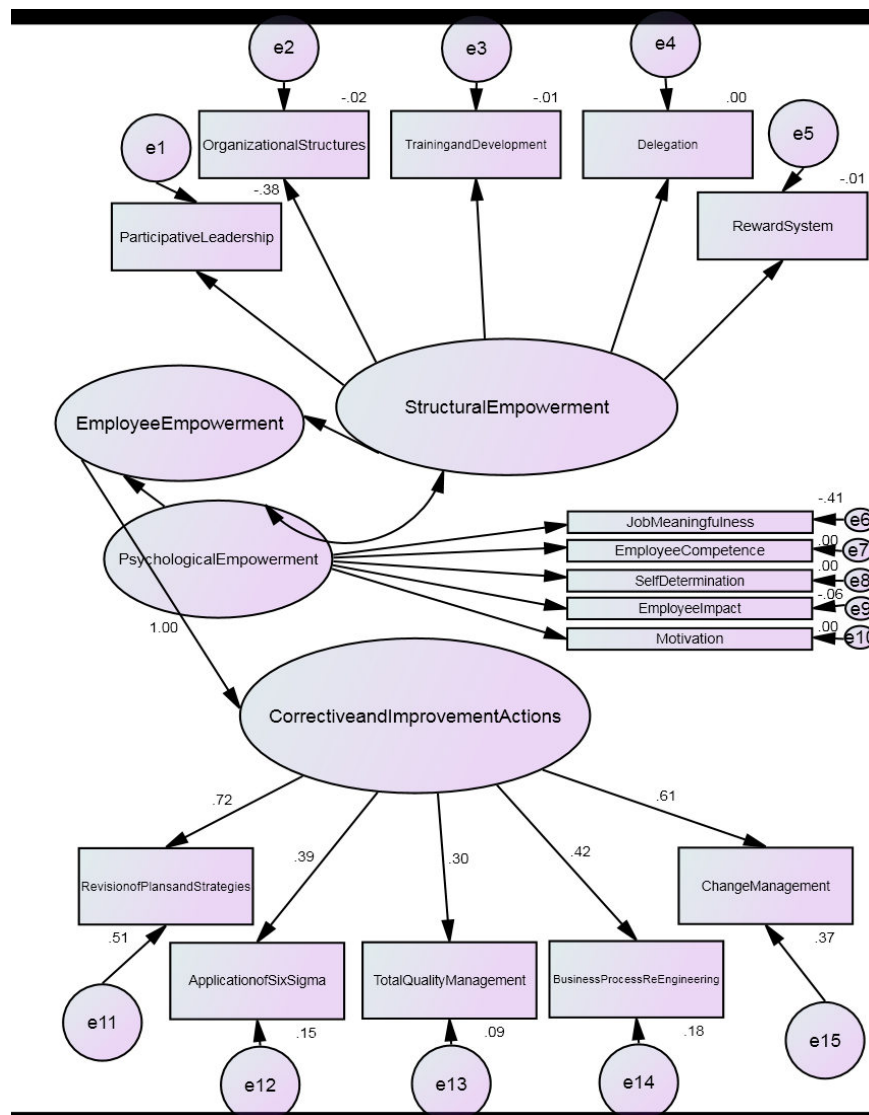 e2
e3
e4
-.02
-.01
.00
e1
OrganizationalStructures
TrainingandDevelopment
Delegation
e5
-.38
-.01
ParticipativeLeadership
RewardSystem
StructuralEmpowerment
EmployeeEmpowerment
-.41
JobMeaningfulness
e6
.00
EmployeeCompetence
e7
PsychologicalEmpowerment
.00
SelfDetermination
e8
-.06
EmployeeImpact
e9
1.00
.00
Motivation
e10
CorrectiveandImprovementActions
.72
.61
.39
.30
.42
RevisionofPlansandStrategies
ChangeManagement
.51
.37
ApplicationofSixSigma
TotalQualityManagement
BusinessProcessReEngineering
e11
.15
.09
.18
e15
e12
e13
e14